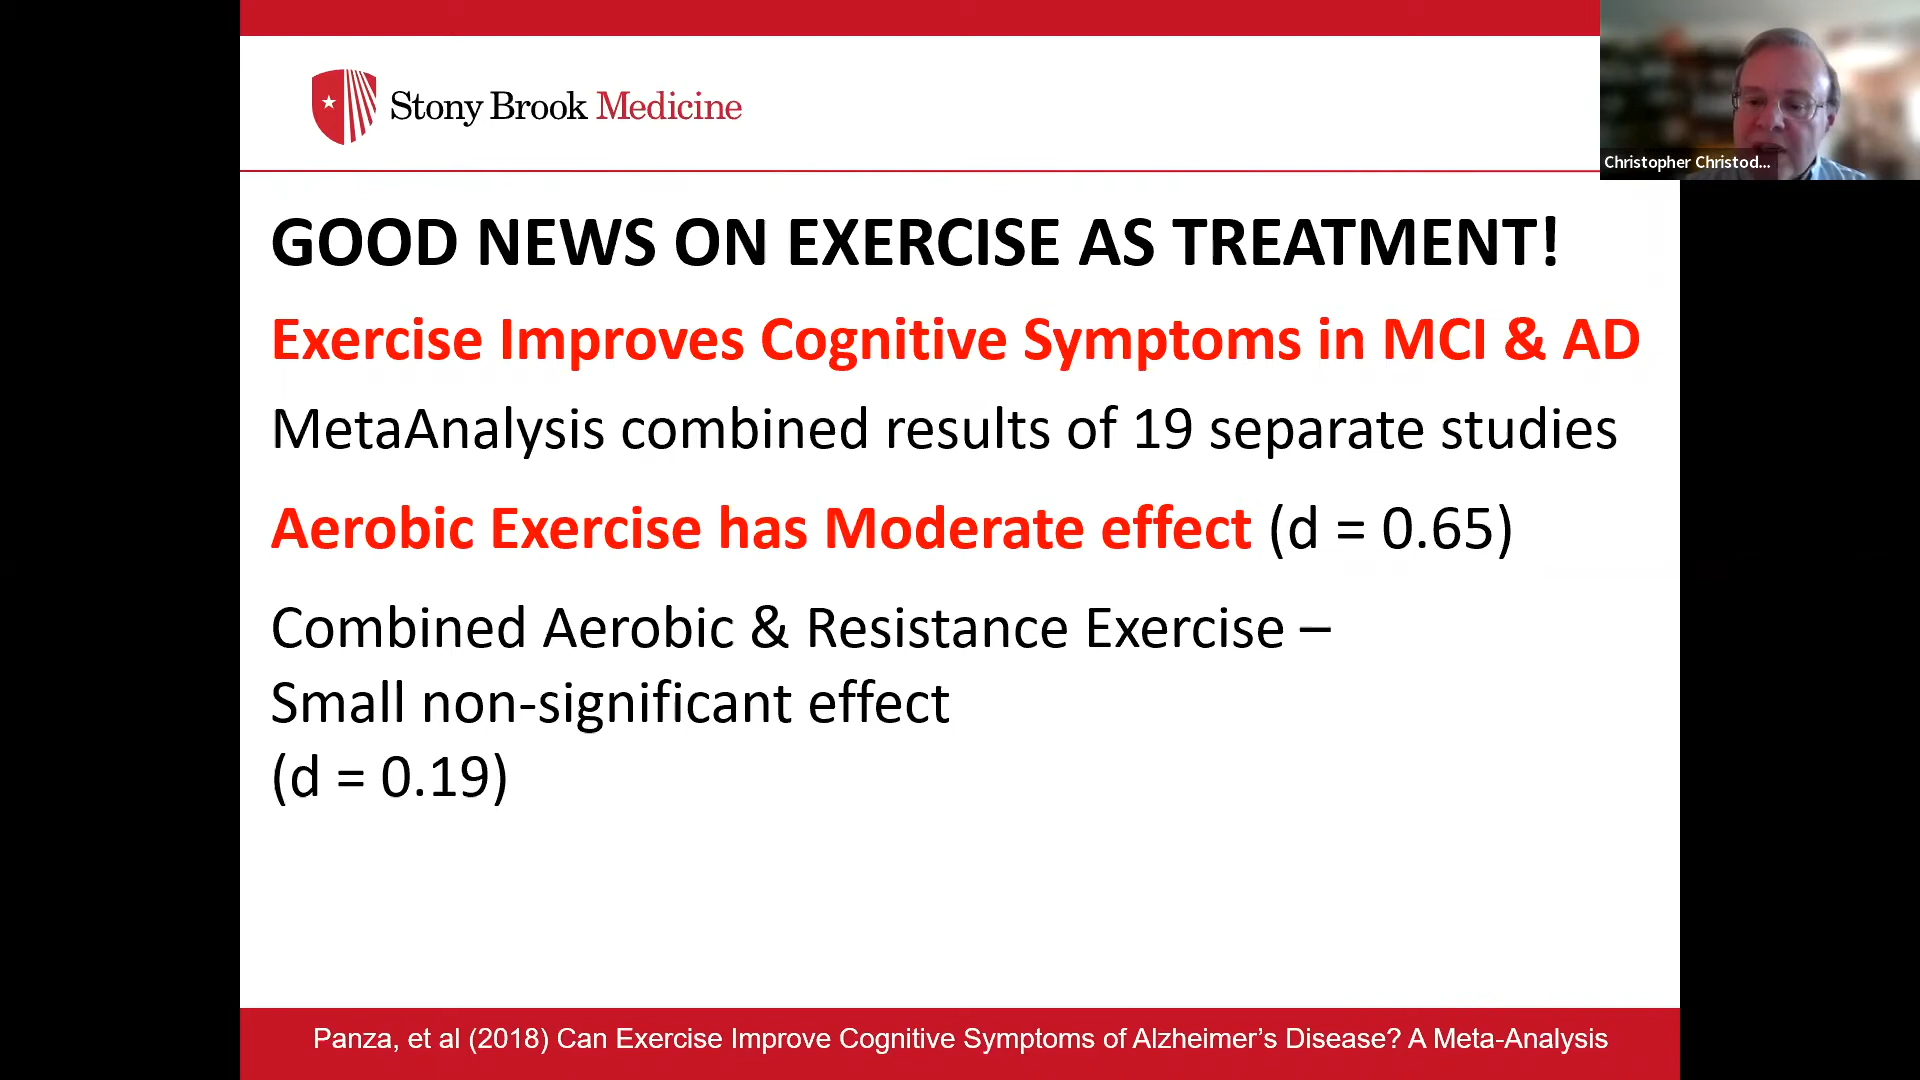 Stony Brook Medicine
Christopher Christod...
GOOD NEWS ON EXERCISE AS TREATMENT!
Exercise Improves Cognitive Symptoms in MCI & AD
MetaAnalysis combined results of 19 separate studies
Aerobic Exercise has Moderate effect (d = 0.65)
Combined Aerobic & Resistance Exercise –
Small non-significant effect
(d = 0.19)
Panza, et al (2018) Can Exercise Improve Cognitive Symptoms of Alzheimer’s Disease? A Meta-Analysis